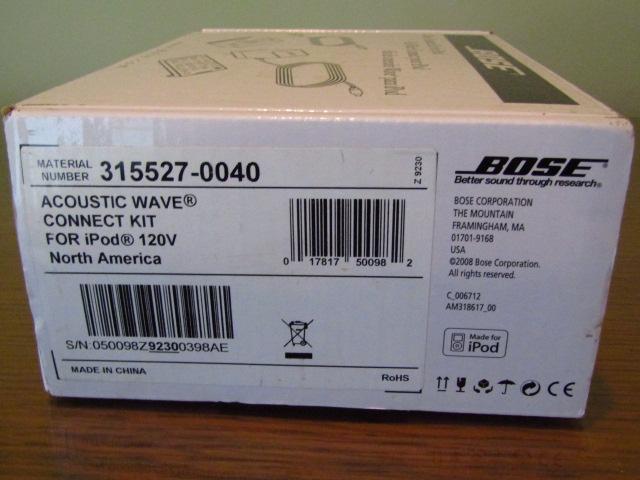 BOSE
MATERIAL NUMBER 315527-0040
Z 9230
ACOUSTIC WAVE®
CONNECT KIT
FOR iPod® 120V
North America
0 17817 50098 2
S/N:050098Z92300398AE
MADE IN CHINA
RoHS
BOSE®
Better sound through research®
BOSE CORPORATION
THE MOUNTAIN
FRAMINGHAM, MA
01701-9168
USA
©2008 Bose Corporation.
All rights reserved.
C_006712
AM318617_00
Made for
iPod
CE